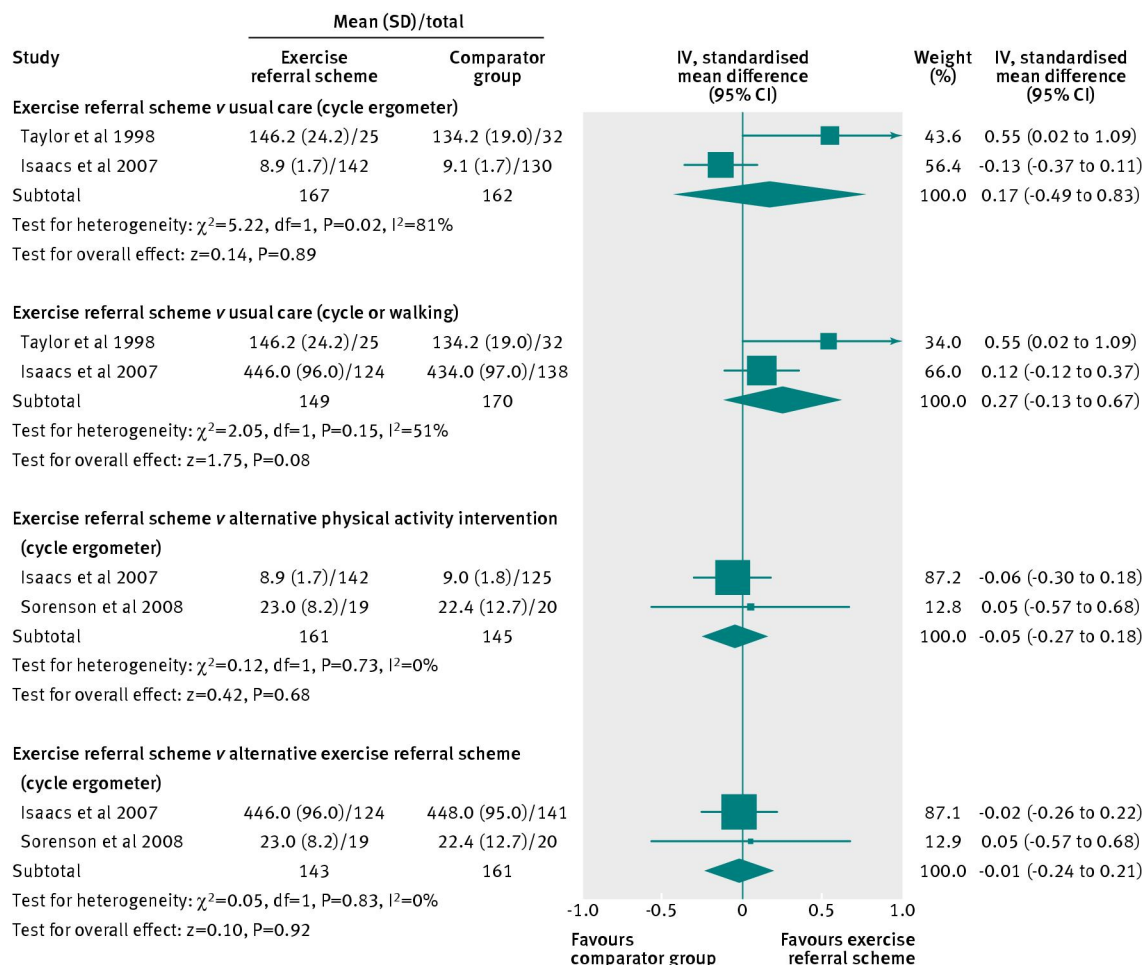 Mean (SD)/total
Study Exercise referral scheme Comparator group IV, standardised mean difference (95% CI) Weight (%) IV, standardised mean difference (95% CI)
Exercise referral scheme v usual care (cycle ergometer)
Taylor et al 1998 146.2 (24.2)/25 134.2 (19.0)/32 43.6 0.55 (0.02 to 1.09)
Isaacs et al 2007 8.9 (1.7)/142 9.1 (1.7)/130 56.4 -0.13 (-0.37 to 0.11)
Subtotal 167 162 100.0 0.17 (-0.49 to 0.83)
Test for heterogeneity: χ²=5.22, df=1, P=0.02, I²=81%
Test for overall effect: z=0.14, P=0.89
Exercise referral scheme v usual care (cycle or walking)
Taylor et al 1998 146.2 (24.2)/25 134.2 (19.0)/32 34.0 0.55 (0.02 to 1.09)
Isaacs et al 2007 446.0 (96.0)/124 434.0 (97.0)/138 66.0 0.12 (-0.12 to 0.37)
Subtotal 149 170 100.0 0.27 (-0.13 to 0.67)
Test for heterogeneity: χ²=2.05, df=1, P=0.15, I²=51%
Test for overall effect: z=1.75, P=0.08
Exercise referral scheme v alternative physical activity intervention
(cycle ergometer)
Isaacs et al 2007 8.9 (1.7)/142 9.0 (1.8)/125 87.2 -0.06 (-0.30 to 0.18)
Sorenson et al 2008 23.0 (8.2)/19 22.4 (12.7)/20 12.8 0.05 (-0.57 to 0.68)
Subtotal 161 145 100.0 -0.05 (-0.27 to 0.18)
Test for heterogeneity: χ²=0.12, df=1, P=0.73, I²=0%
Test for overall effect: z=0.42, P=0.68
Exercise referral scheme v alternative exercise referral scheme
(cycle ergometer)
Isaacs et al 2007 446.0 (96.0)/124 448.0 (95.0)/141 87.1 -0.02 (-0.26 to 0.22)
Sorenson et al 2008 23.0 (8.2)/19 22.4 (12.7)/20 12.9 0.05 (-0.57 to 0.68)
Subtotal 143 161 100.0 -0.01 (-0.24 to 0.21)
Test for heterogeneity: χ²=0.05, df=1, P=0.83, I²=0%
Test for overall effect: z=0.10, P=0.92
-1.0 -0.5 0 0.5 1.0
Favours comparator group Favours exercise referral scheme